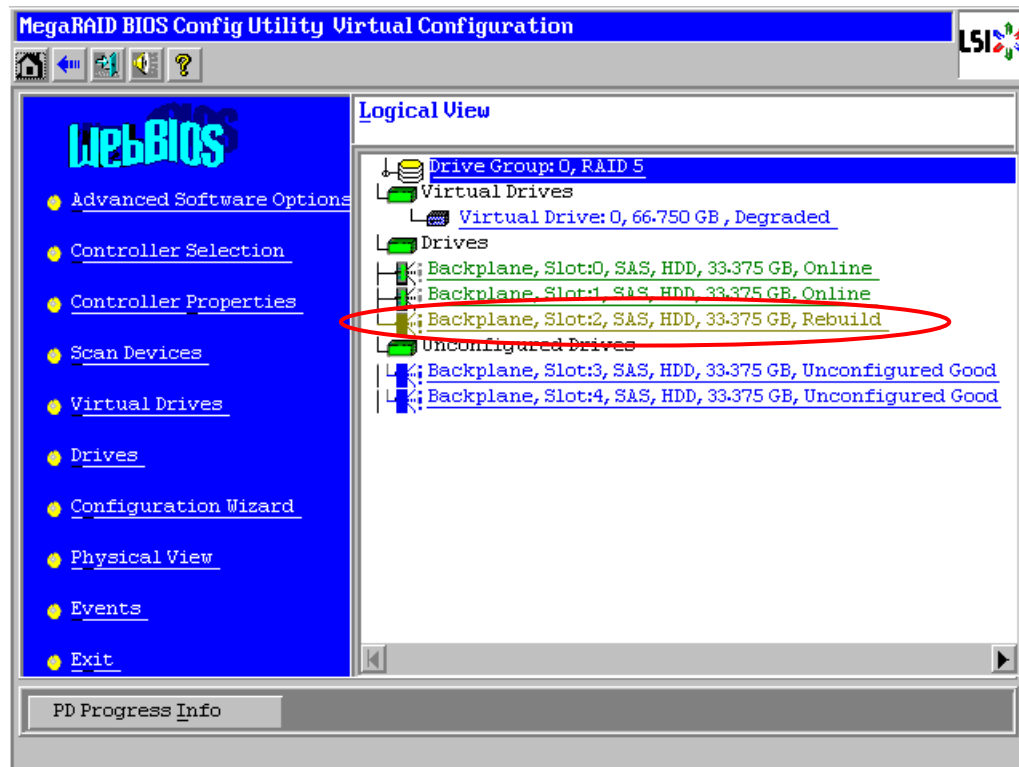 MegaRAID BIOS Config Utility Virtual Configuration
LSI
WebBIOS
Advanced Software Options
Controller Selection
Controller Properties
Scan Devices
Virtual Drives
Drives
Configuration Wizard
Physical View
Events
Exit
Logical View
Drive Group: 0, RAID 5
Virtual Drives
Virtual Drive: 0, 66.750 GB , Degraded
Drives
Backplane, Slot:0, SAS, HDD, 33.375 GB, Online
Backplane, Slot:1, SAS, HDD, 33.375 GB, Online
Backplane, Slot:2, SAS, HDD, 33.375 GB, Rebuild
Unconfigured Drives
Backplane, Slot:3, SAS, HDD, 33.375 GB, Unconfigured Good
Backplane, Slot:4, SAS, HDD, 33.375 GB, Unconfigured Good
PD Progress Info